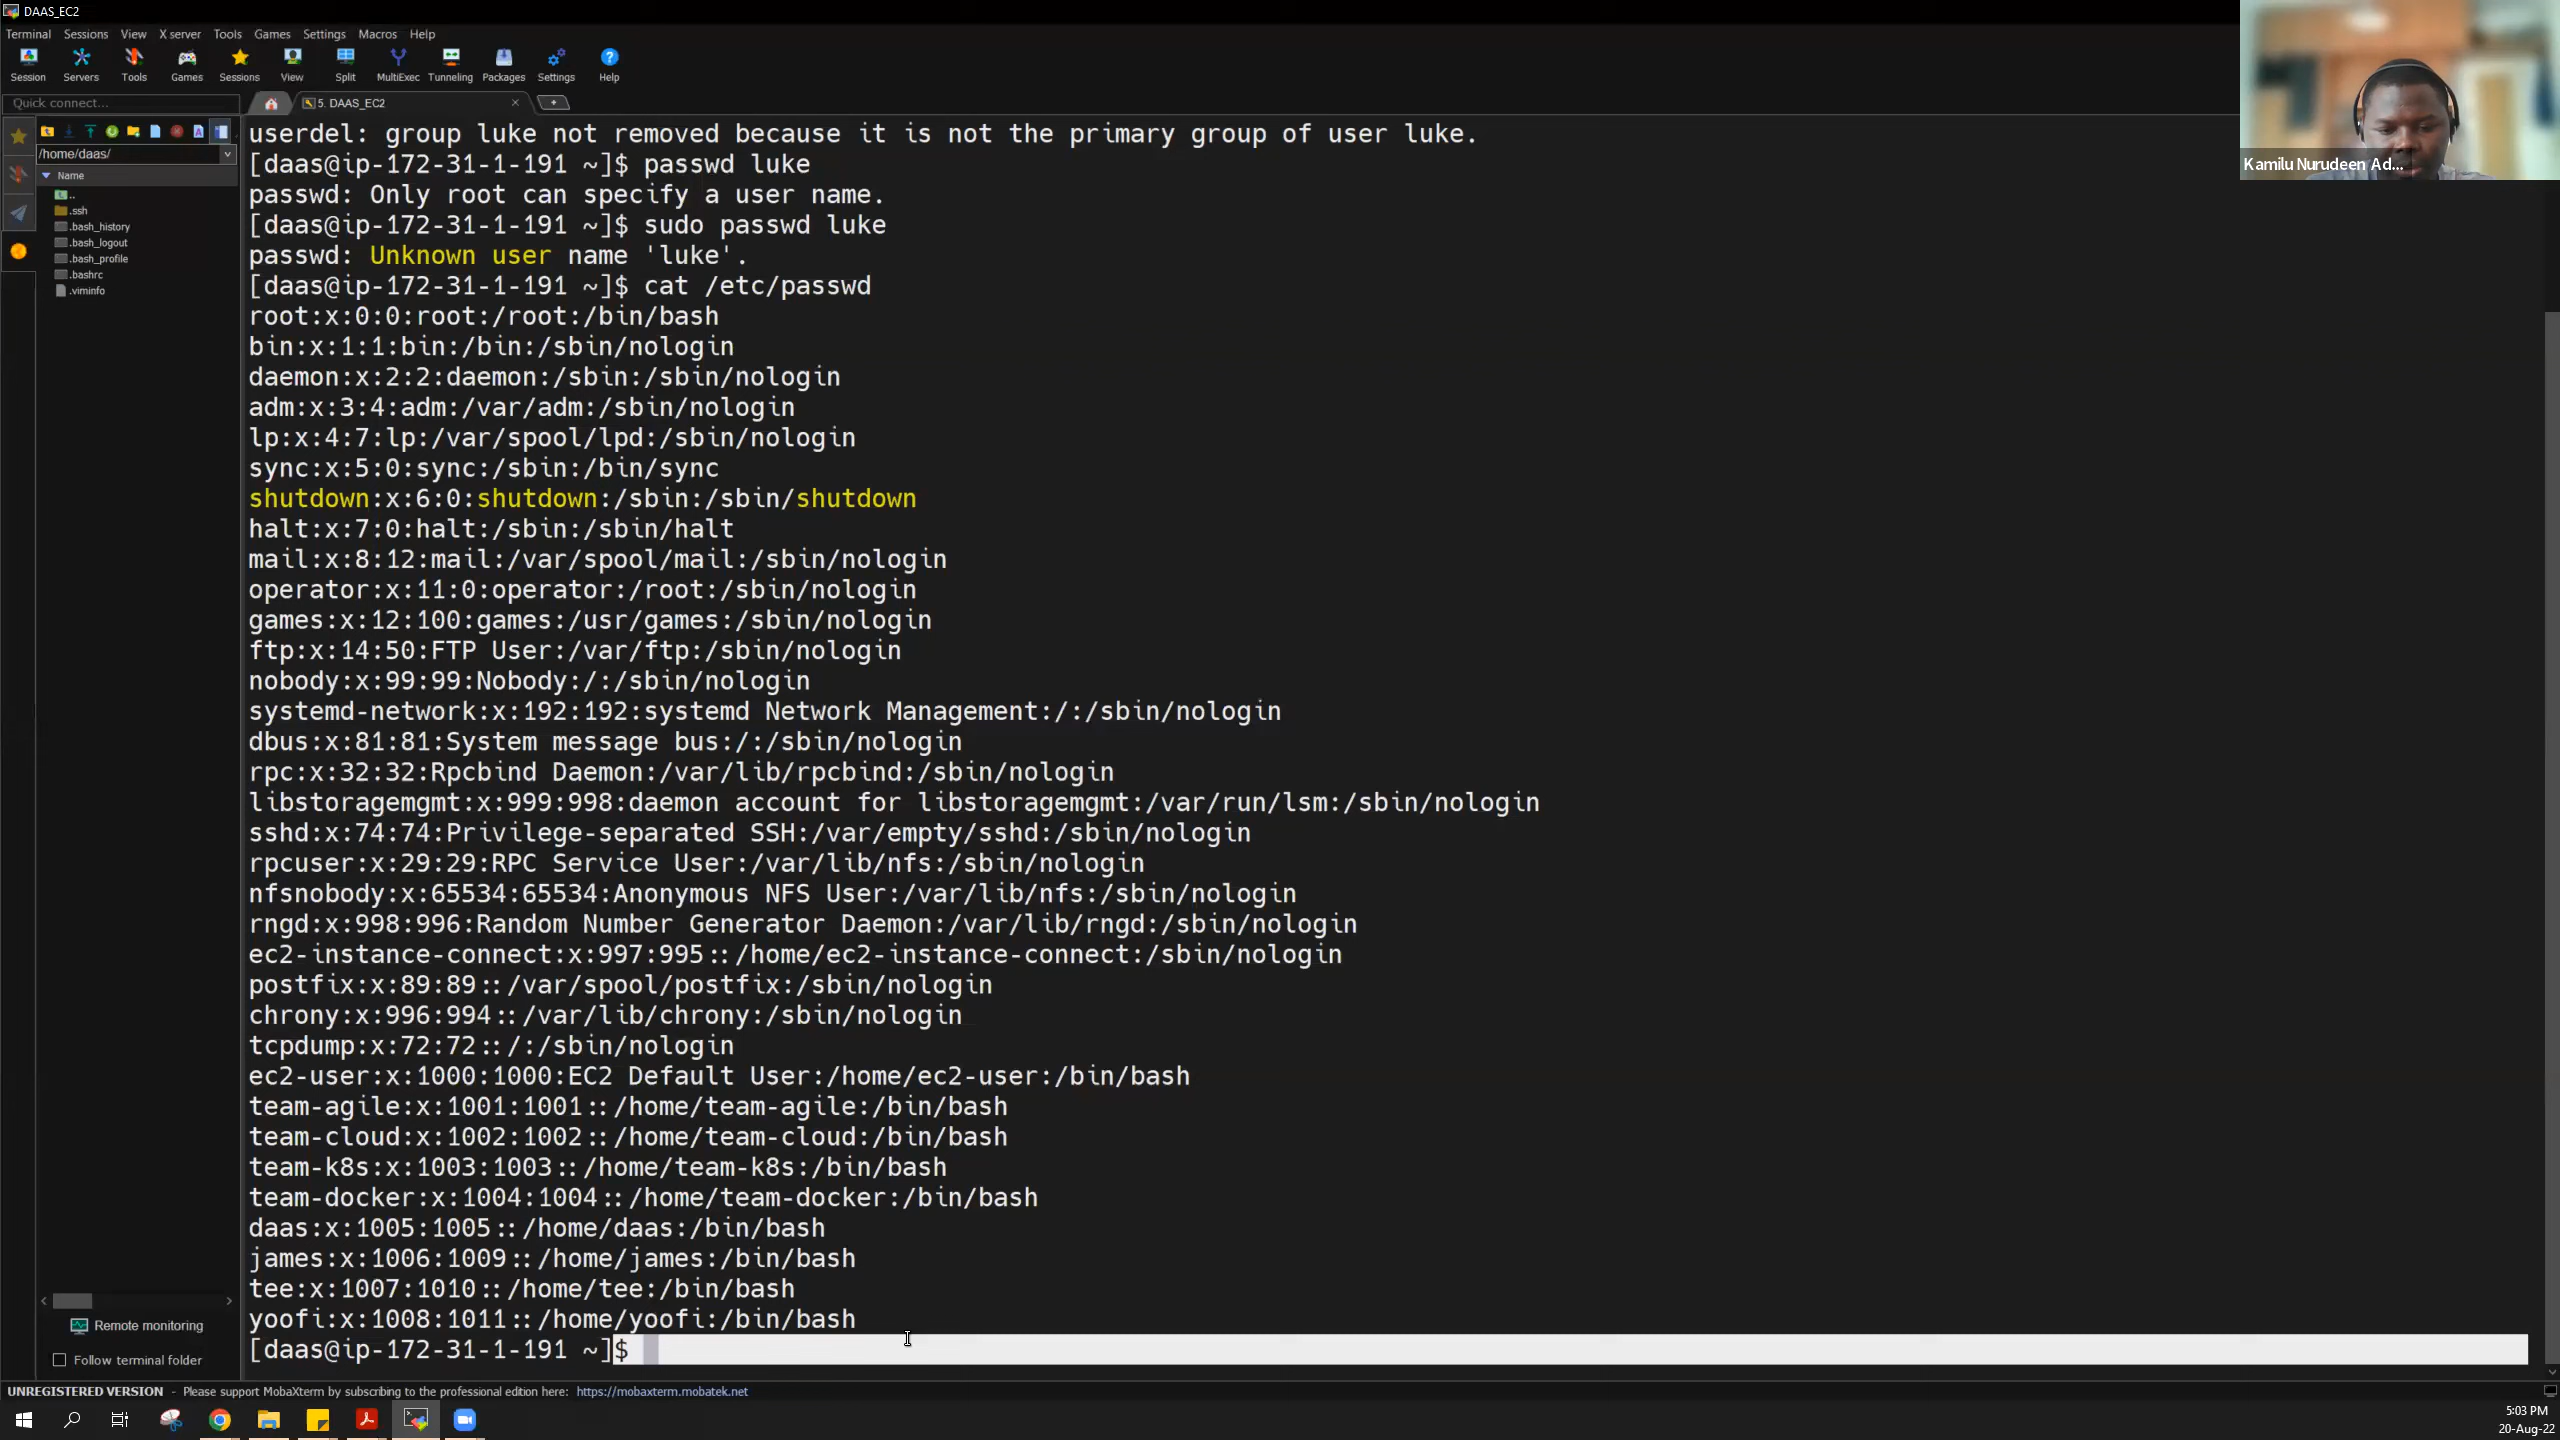 DAAS_EC2
Terminal Sessions View X server Tools Games Settings Macros Help
Session Servers Tools Games Sessions View Split MultiExec Tunneling Packages Settings Help
Quick connect...
5. DAAS_EC2
/home/daas/
Name
..
.ssh
.bash_history
.bash_logout
.bash_profile
.bashrc
.viminfo
Remote monitoring
Follow terminal folder
userdel: group luke not removed because it is not the primary group of user luke.
[daas@ip-172-31-1-191 ~]$ passwd luke
passwd: Only root can specify a user name.
[daas@ip-172-31-1-191 ~]$ sudo passwd luke
passwd: Unknown user name 'luke'.
[daas@ip-172-31-1-191 ~]$ cat /etc/passwd
root:x:0:0:root:/root:/bin/bash
bin:x:1:1:bin:/bin:/sbin/nologin
daemon:x:2:2:daemon:/sbin:/sbin/nologin
adm:x:3:4:adm:/var/adm:/sbin/nologin
lp:x:4:7:lp:/var/spool/lpd:/sbin/nologin
sync:x:5:0:sync:/sbin:/bin/sync
shutdown:x:6:0:shutdown:/sbin:/sbin/shutdown
halt:x:7:0:halt:/sbin:/sbin/halt
mail:x:8:12:mail:/var/spool/mail:/sbin/nologin
operator:x:11:0:operator:/root:/sbin/nologin
games:x:12:100:games:/usr/games:/sbin/nologin
ftp:x:14:50:FTP User:/var/ftp:/sbin/nologin
nobody:x:99:99:Nobody:/:/sbin/nologin
systemd-network:x:192:192:systemd Network Management:/:/sbin/nologin
dbus:x:81:81:System message bus:/:/sbin/nologin
rpc:x:32:32:Rpcbind Daemon:/var/lib/rpcbind:/sbin/nologin
libstoragemgmt:x:999:998:daemon account for libstoragemgmt:/var/run/lsm:/sbin/nologin
sshd:x:74:74:Privilege-separated SSH:/var/empty/sshd:/sbin/nologin
rpcuser:x:29:29:RPC Service User:/var/lib/nfs:/sbin/nologin
nfsnobody:x:65534:65534:Anonymous NFS User:/var/lib/nfs:/sbin/nologin
rngd:x:998:996:Random Number Generator Daemon:/var/lib/rngd:/sbin/nologin
ec2-instance-connect:x:997:995::/home/ec2-instance-connect:/sbin/nologin
postfix:x:89:89::/var/spool/postfix:/sbin/nologin
chrony:x:996:994::/var/lib/chrony:/sbin/nologin
tcpdump:x:72:72::/:/sbin/nologin
ec2-user:x:1000:1000:EC2 Default User:/home/ec2-user:/bin/bash
team-agile:x:1001:1001::/home/team-agile:/bin/bash
team-cloud:x:1002:1002::/home/team-cloud:/bin/bash
team-k8s:x:1003:1003::/home/team-k8s:/bin/bash
team-docker:x:1004:1004::/home/team-docker:/bin/bash
daas:x:1005:1005::/home/daas:/bin/bash
james:x:1006:1009::/home/james:/bin/bash
tee:x:1007:1010::/home/tee:/bin/bash
yoofi:x:1008:1011::/home/yoofi:/bin/bash
[daas@ip-172-31-1-191 ~]$
Kamilu Nurudeen Ad...
UNREGISTERED VERSION - Please support MobaXterm by subscribing to the professional edition here: https://mobaxterm.mobatek.net
5:03 PM
20-Aug-22